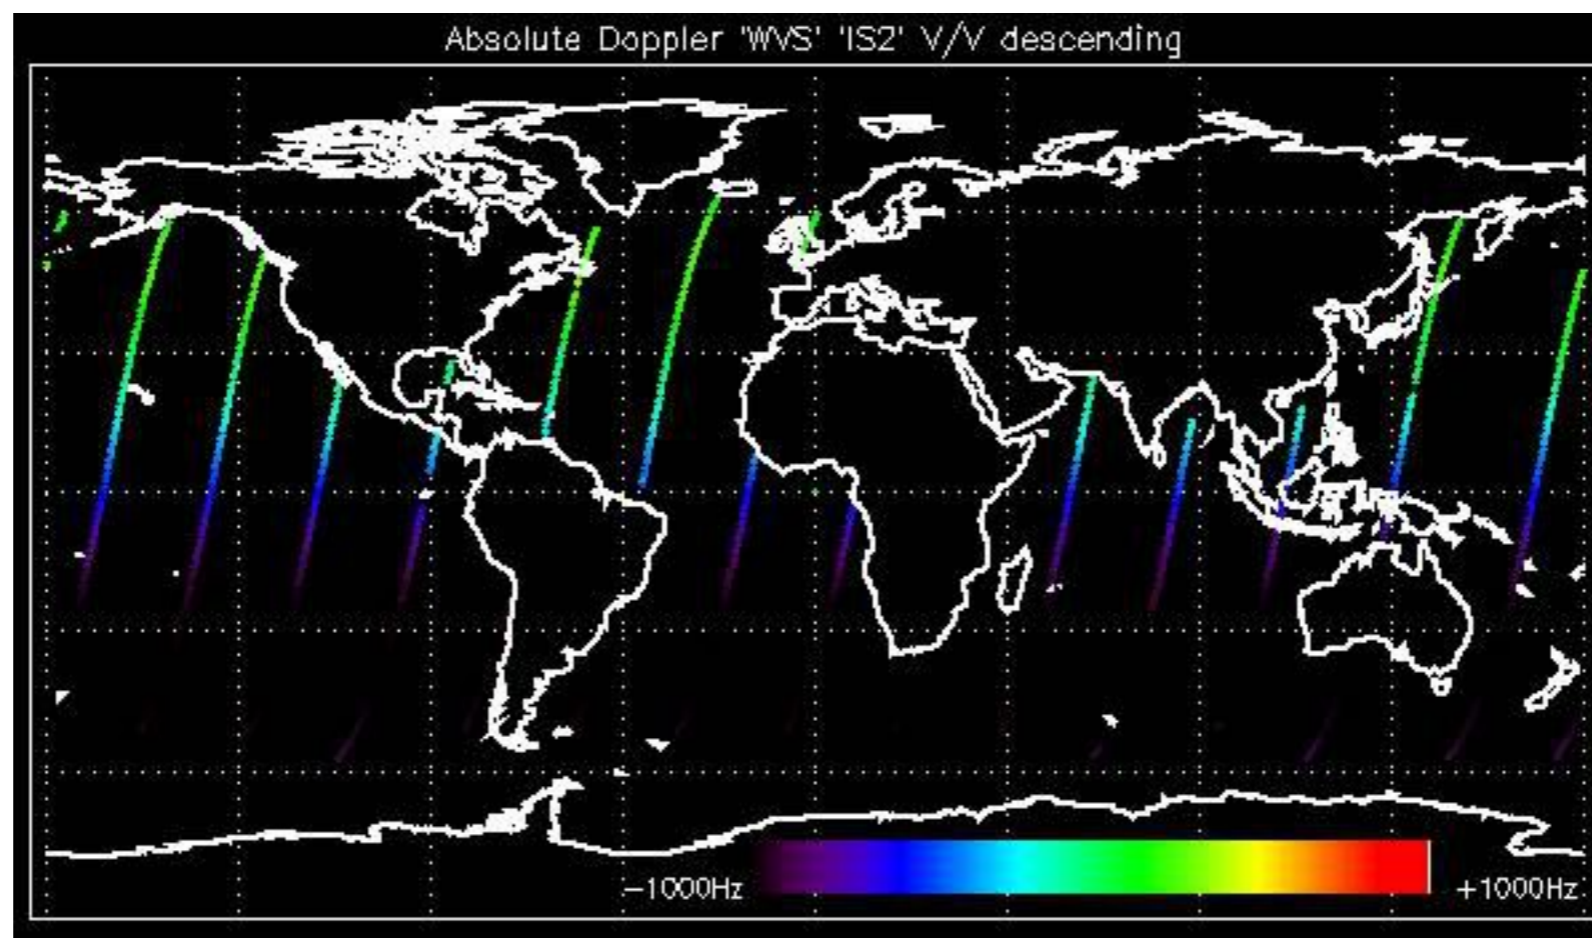 Absolute Doppler 'WVS' 'IS2' V/V descending
−1000Hz
+1000Hz